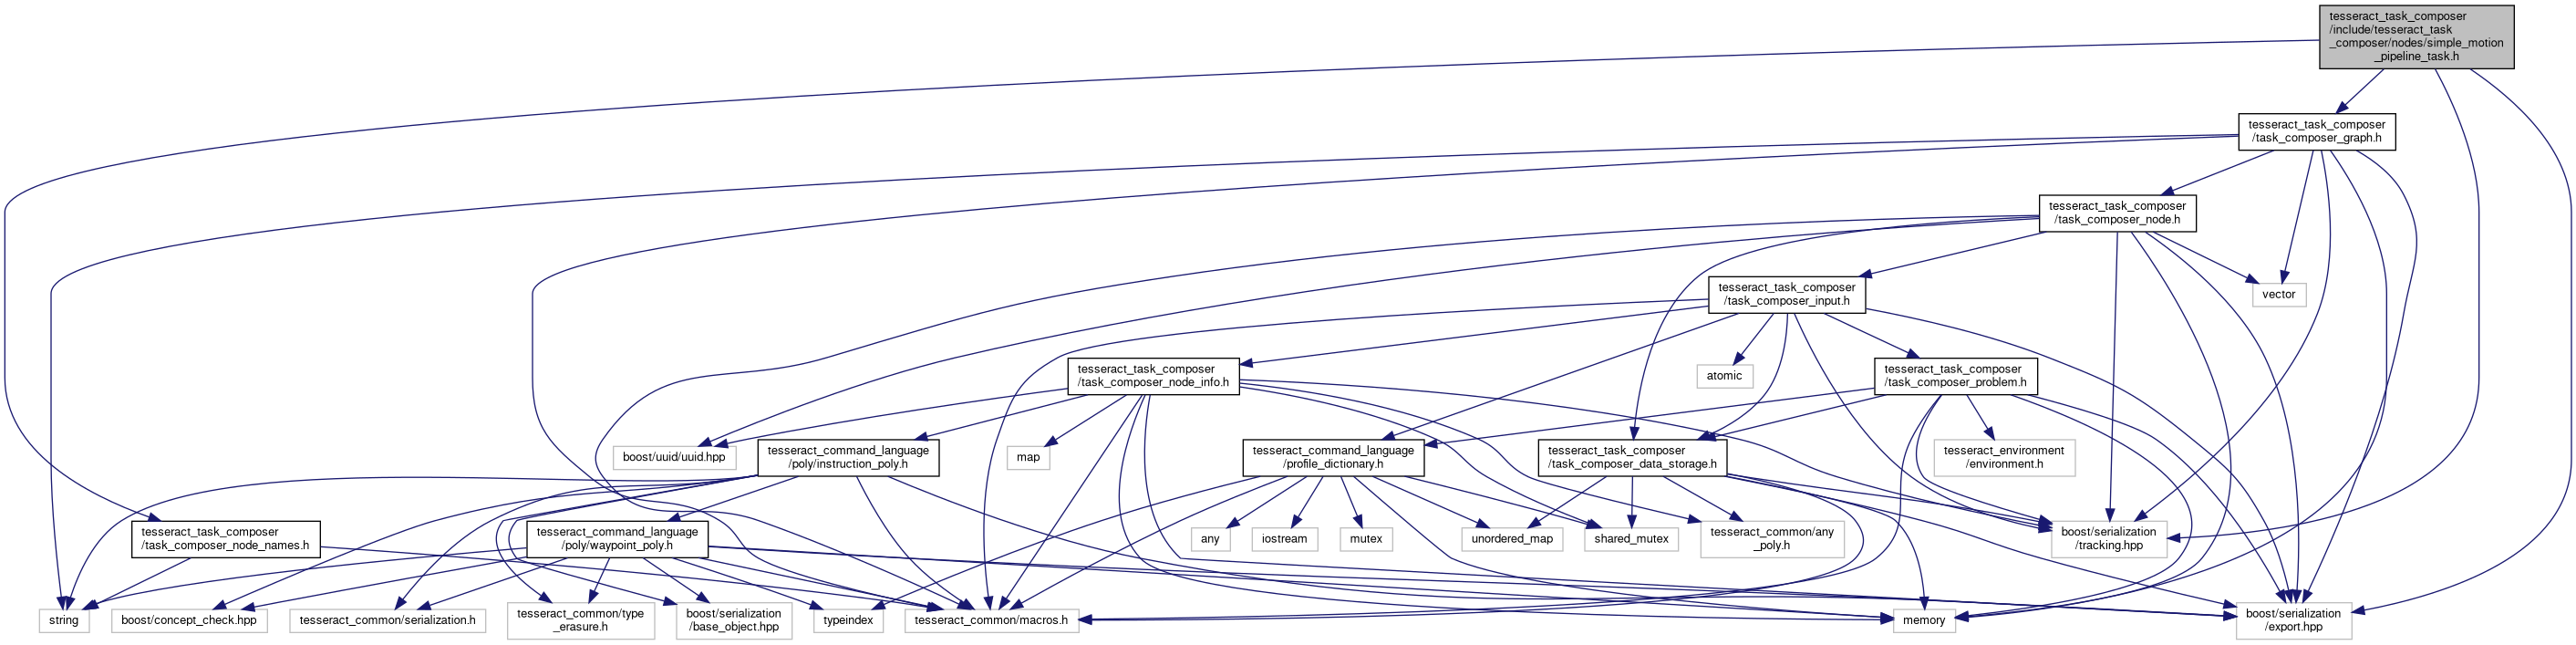 tesseract_task_composer
/include/tesseract_task
_composer/nodes/simple_motion
_pipeline_task.h
tesseract_task_composer
/task_composer_graph.h
tesseract_task_composer
/task_composer_node.h
tesseract_task_composer
/task_composer_input.h
vector
tesseract_task_composer
/task_composer_node_info.h
atomic
tesseract_task_composer
/task_composer_problem.h
boost/uuid/uuid.hpp
tesseract_command_language
/poly/instruction_poly.h
map
tesseract_command_language
/profile_dictionary.h
tesseract_task_composer
/task_composer_data_storage.h
tesseract_environment
/environment.h
tesseract_task_composer
/task_composer_node_names.h
tesseract_command_language
/poly/waypoint_poly.h
any
iostream
mutex
unordered_map
shared_mutex
tesseract_common/any
_poly.h
boost/serialization
/tracking.hpp
string
boost/concept_check.hpp
tesseract_common/serialization.h
tesseract_common/type
_erasure.h
boost/serialization
/base_object.hpp
typeindex
tesseract_common/macros.h
memory
boost/serialization
/export.hpp